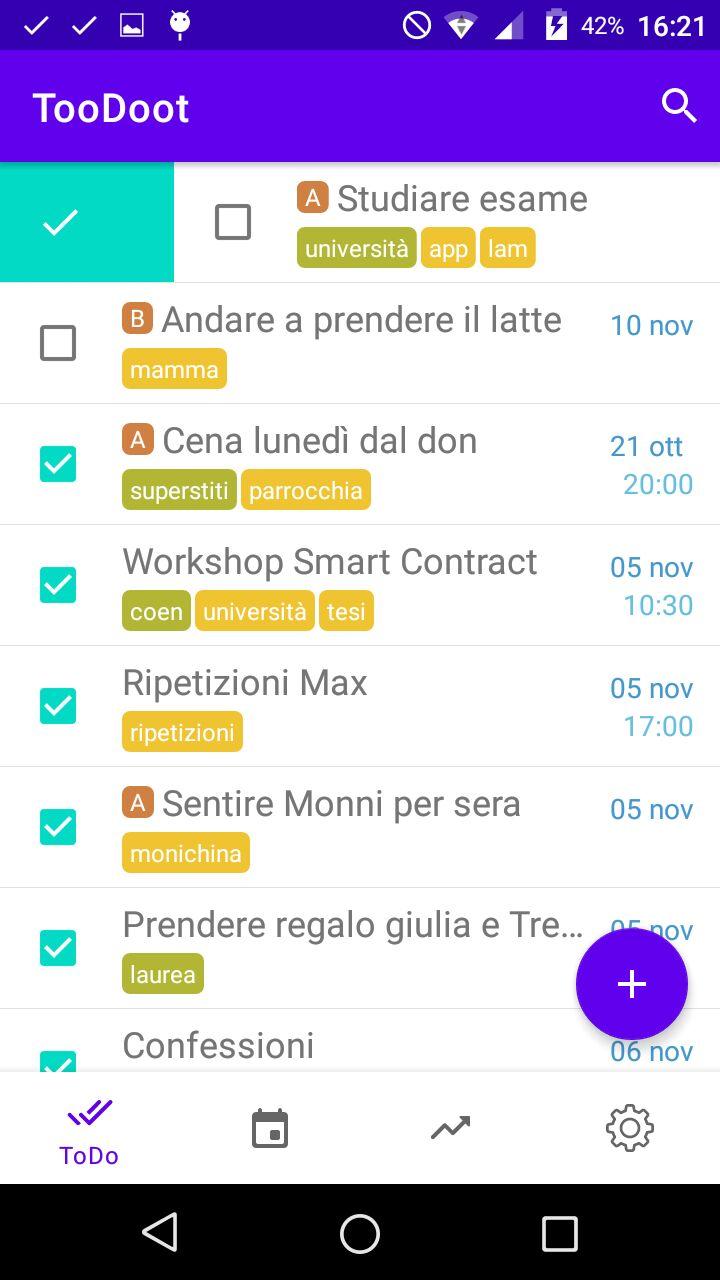 42% 16:21
TooDoot
A Studiare esame
università app lam
B Andare a prendere il latte 10 nov
mamma
A Cena lunedì dal don 21 ott
superstiti parrocchia 20:00
Workshop Smart Contract 05 nov
coen università tesi 10:30
Ripetizioni Max 05 nov
ripetizioni 17:00
A Sentire Monni per sera 05 nov
monichina
Prendere regalo giulia e Tre… 05 nov
laurea
Confessioni 06 nov
ToDo